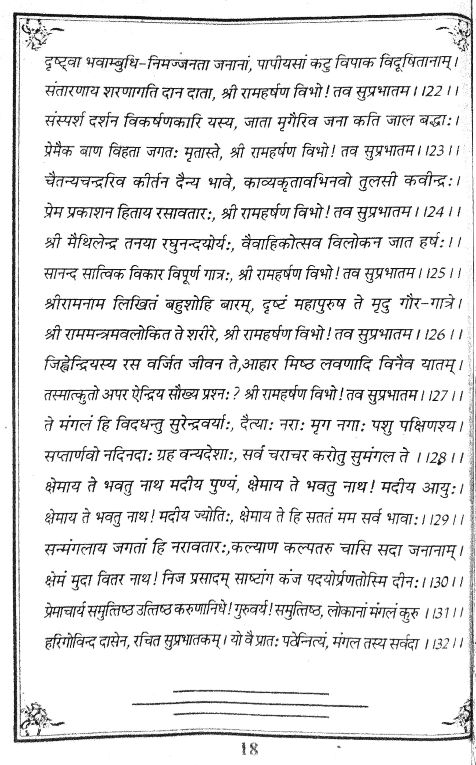 दृष्ट्वा भवाम्बुधि-निमज्जनता जनानां, पापीयसां कटु विपाक विदूषितानाम्।
संतारणाय शरणागति दान दाता, श्री रामहर्षण विभो! तव सुप्रभातम।।22।।
संस्पर्श दर्शन विकर्षणकारि यस्य, जाता मृगैरिव जना कति जाल बद्धाः।
प्रेमैक बाण विहता जगतः मृतास्ते, श्री रामहर्षण विभो! तव सुप्रभातम।।23।।
चैतन्यचन्द्ररिव कीर्तन दैन्य भावे, काव्यकृतावभिनवो तुलसी कवीन्द्रः।
प्रेम प्रकाशन हिताय रसावतारः, श्री रामहर्षण विभो! तव सुप्रभातम।।24।।
श्री मैथिलेन्द्र तनया रघुनन्दयोर्यः, वैवाहिकोत्सव विलोकन जात हर्षः।
सानन्द सात्विक विकार विपूर्ण गात्रः, श्री रामहर्षण विभो! तव सुप्रभातम।।25।।
श्रीरामनाम लिखितं बहुशोहि बारम्, दृष्टं महापुरुष ते मृदु गौर-गात्रे।
श्री राममन्त्रमवलोकित ते शरीरे, श्री रामहर्षण विभो! तव सुप्रभातम।।26।।
जिह्वेन्द्रियस्य रस वर्जित जीवन ते,आहार मिष्ठ लवणादि विनैव यातम्।
तस्मात्कुतो अपर ऐन्द्रिय सौख्य प्रश्नः? श्री रामहर्षण विभो! तव सुप्रभातम।।27।।
ते मंगलं हि विदधन्तु सुरेन्द्रवर्याः, दैत्याः नराः मृग नगाः पशु पक्षिणश्य।
सप्तार्णवो नदिनदाः ग्रह वन्यदेशाः, सर्व चराचर करोतु सुमंगल ते ।।28।।
क्षेमाय ते भवतु नाथ मदीय पुण्यं, क्षेमाय ते भवतु नाथ! मदीय आयुः।
क्षेमाय ते भवतु नाथ! मदीय ज्योतिः, क्षेमाय ते हि सततं मम सर्व भावाः।।29।।
सन्मंगलाय जगतां हि नरावतारः,कल्याण कल्पतरु चासि सदा जनानाम्।
क्षेमं मुदा वितर नाथ! निज प्रसादम् साष्टांग कंज पदयोर्प्रणतोस्मि दीनः।।30।।
प्रेमाचार्य समुत्तिष्ठ उत्तिष्ठ करुणानिधे! गुरुवर्य! समुत्तिष्ठ, लोकानां मंगलं कुरु ।।31।।
हरिगोविन्द दासेन, रचित सुप्रभातकम्। यो वै प्रातः पठेन्नित्यं, मंगल तस्य सर्वदा ।।32।।
18